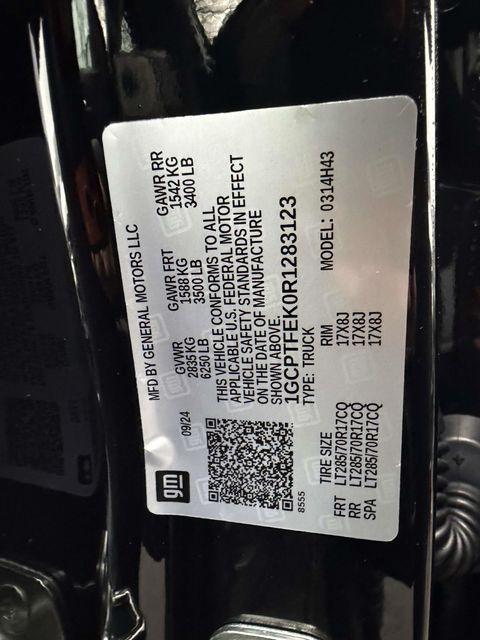 MFD BY GENERAL MOTORS LLC
09/24 GVWR GAWR FRT GAWR RR
2835 KG 1588 KG 1542 KG
6250 LB 3500 LB 3400 LB
THIS VEHICLE CONFORMS TO ALL
APPLICABLE U.S. FEDERAL MOTOR
VEHICLE SAFETY STANDARDS IN EFFECT
ON THE DATE OF MANUFACTURE
SHOWN ABOVE.
1GCPTFEK0R1283123
TYPE: TRUCK MODEL: 0314H43
gm
8555
TIRE SIZE RIM
FRT LT285/70R17CQ 17X8J
RR LT285/70R17CQ 17X8J
SPA LT285/70R17CQ 17X8J